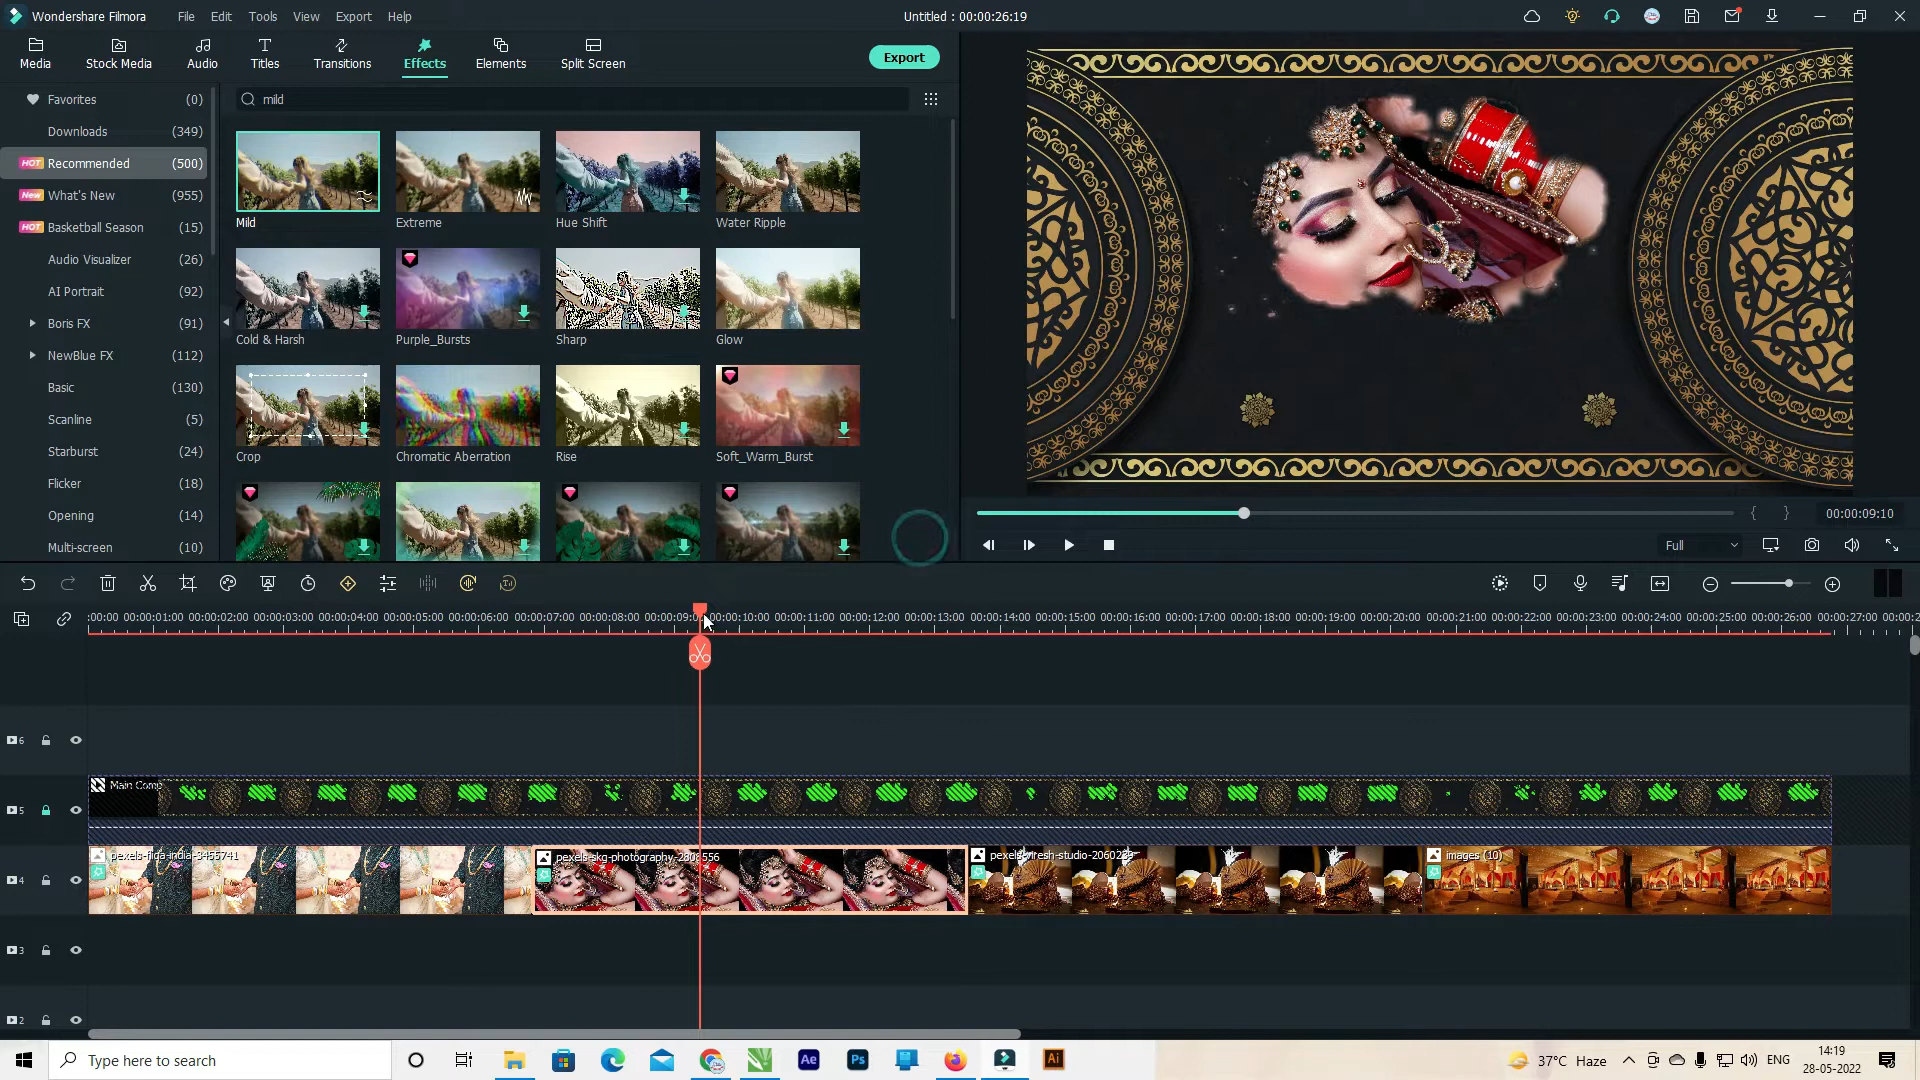 Wondershare Filmora
File
Edit
Tools
View
Export
Help
Untitled : 00:00:26:19
Media
Stock Media
Audio
Titles
Transitions
Effects
Elements
Split Screen
Export
Favorites (0)
Downloads (349)
HOT Recommended (500)
New What's New (955)
HOT Basketball Season (15)
Audio Visualizer (26)
AI Portrait (92)
Boris FX (91)
NewBlue FX (112)
Basic (130)
Scanline (5)
Starburst (24)
Flicker (18)
Opening (14)
Multi-screen (10)
mild
Mild
Extreme
Hue Shift
Water Ripple
Cold & Harsh
Purple_Bursts
Sharp
Glow
Crop
Chromatic Aberration
Rise
Soft_Warm_Burst
00:00:09:10
Full
:00:00 00:00:01:00 00:00:02:00 00:00:03:00 00:00:04:00 00:00:05:00 00:00:06:00 00:00:07:00 00:00:08:00 00:00:09:0 00:00:10:00 00:00:11:00 00:00:12:00 00:00:13:00 00:00:14:00 00:00:15:00 00:00:16:00 00:00:17:00 00:00:18:00 00:00:19:00 00:00:20:00 00:00:21:00 00:00:22:00 00:00:23:00 00:00:24:00 00:00:25:00 00:00:26:00 00:00:27:00 00:00:2
6
5
Main Comp
4
pexels-skg-photography-
images (10)
3
2
Type here to search
Ae
Ps
Ai
37°C Haze
ENG
14:19
28-05-2022